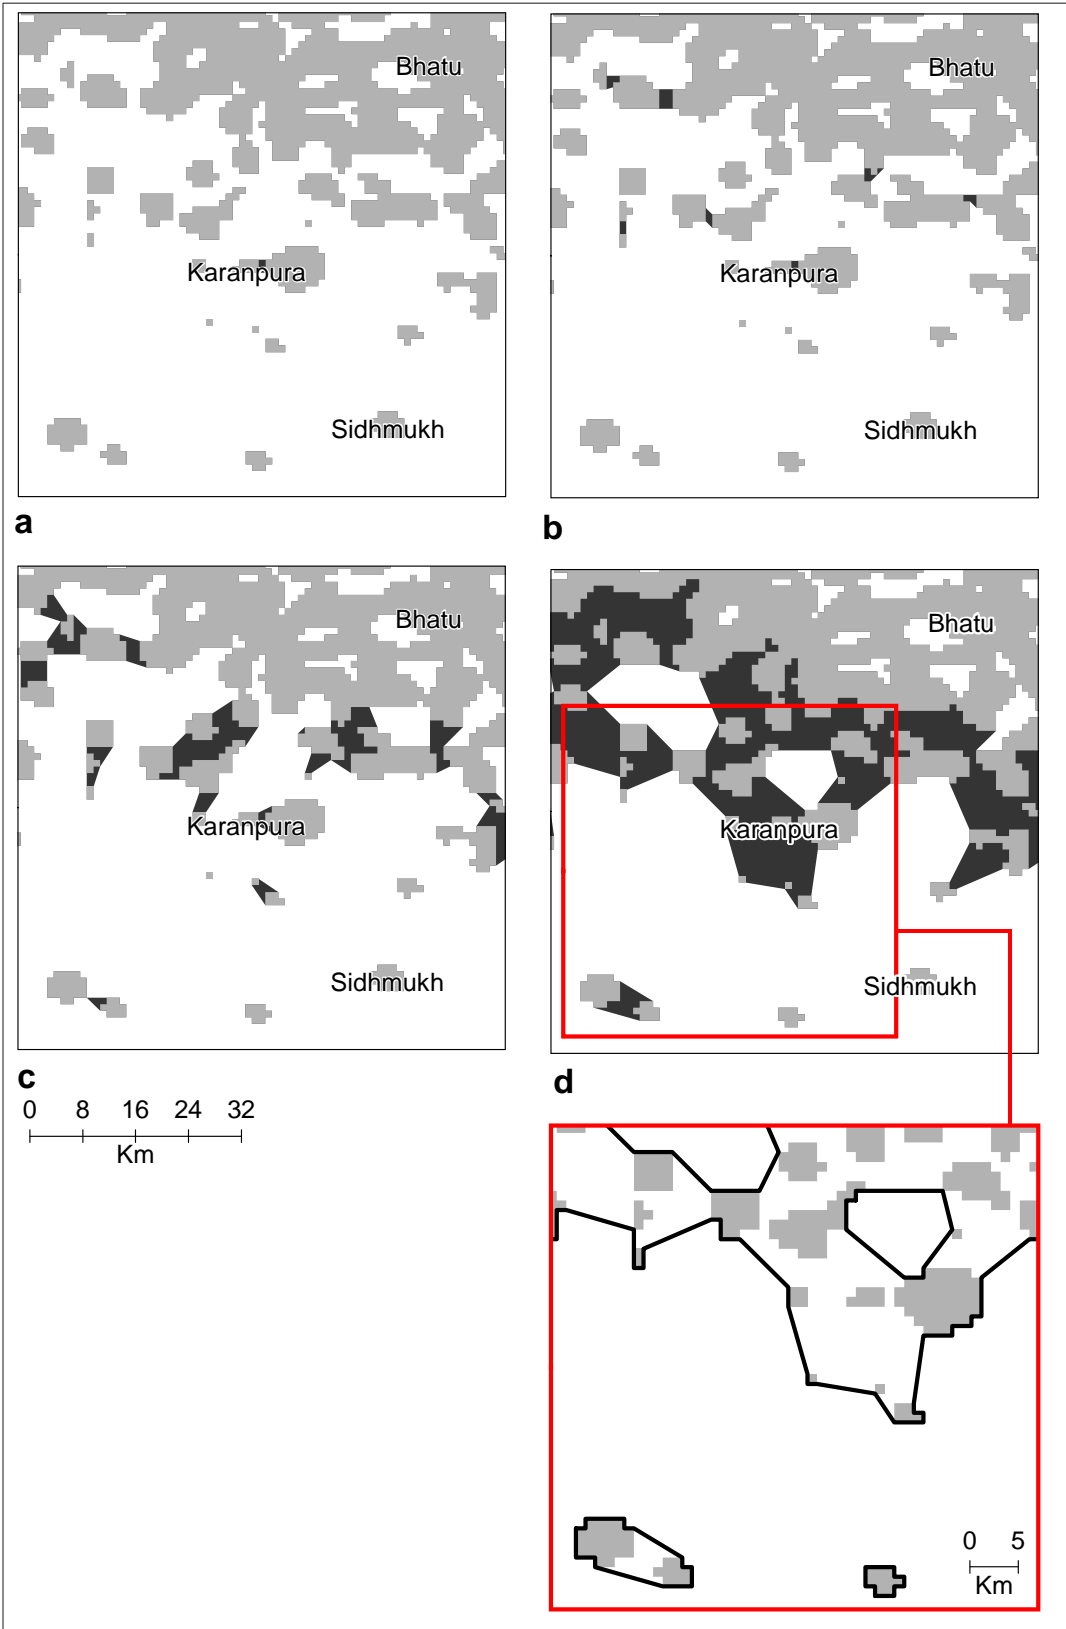 Bhatu
Karanpura
Sidhmukh
a
Bhatu
Karanpura
Sidhmukh
b
Bhatu
Karanpura
Sidhmukh
c
0 8 16 24 32
Km
Bhatu
Karanpura
Sidhmukh
d
0 5
Km